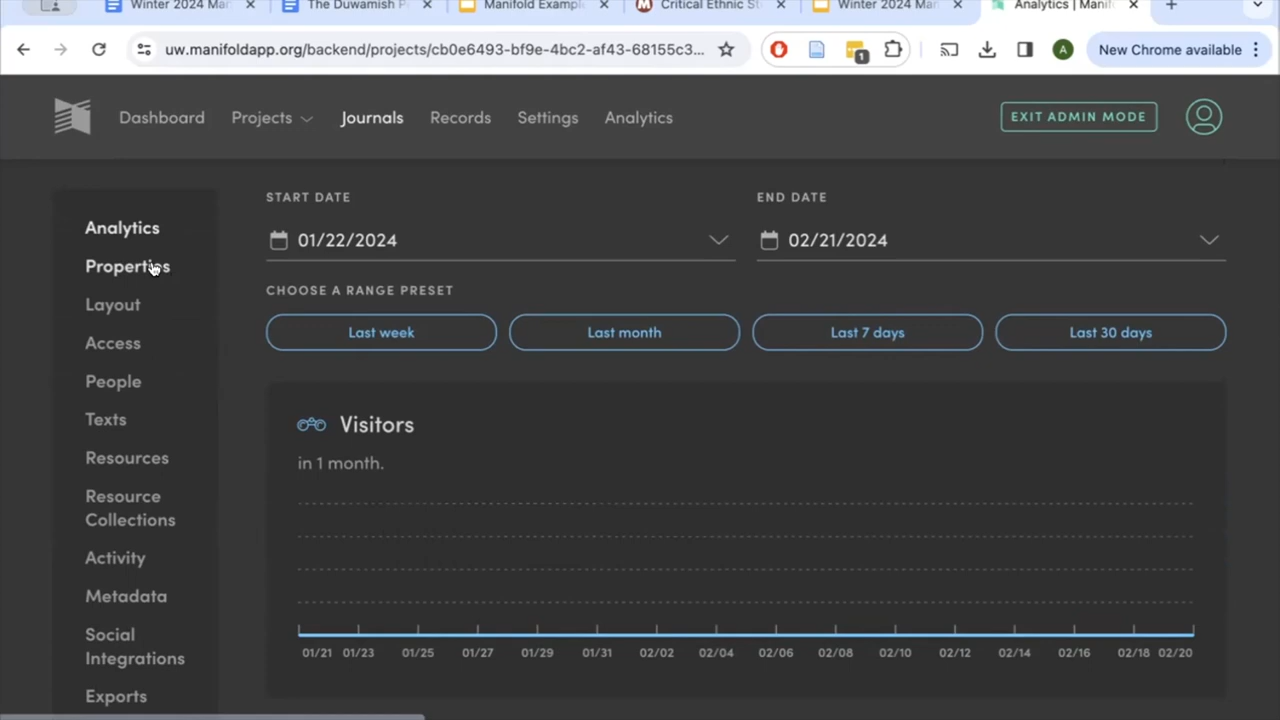 Winter 2024 Man
The Duwamish P
Manifold Example
Critical Ethnic St
Winter 2024 Man
Analytics | Manif
uw.manifoldapp.org/backend/projects/cb0e6493-bf9e-4bc2-af43-68155c3...
1
A
New Chrome available
Dashboard
Projects
Journals
Records
Settings
Analytics
EXIT ADMIN MODE
Analytics
Properties
Layout
Access
People
Texts
Resources
Resource
Collections
Activity
Metadata
Social
Integrations
Exports
START DATE
01/22/2024
END DATE
02/21/2024
CHOOSE A RANGE PRESET
Last week
Last month
Last 7 days
Last 30 days
Visitors
in 1 month.
01/21 01/23 01/25 01/27 01/29 01/31 02/02 02/04 02/06 02/08 02/10 02/12 02/14 02/16 02/18 02/20